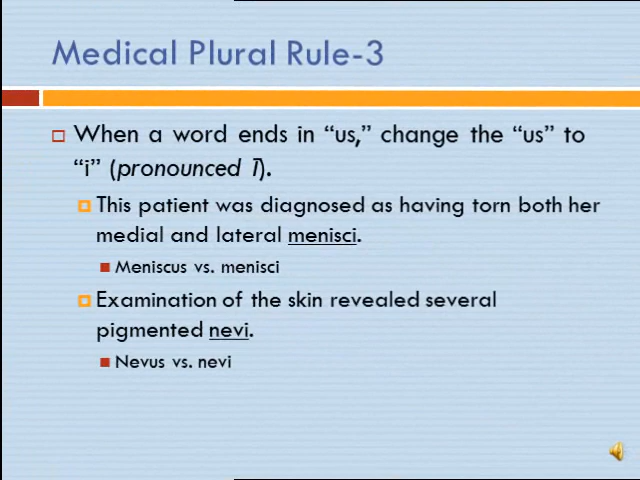 Medical Plural Rule-3
When a word ends in “us,” change the “us” to
“i” (pronounced ī).
This patient was diagnosed as having torn both her
medial and lateral menisci.
Meniscus vs. menisci
Examination of the skin revealed several
pigmented nevi.
Nevus vs. nevi